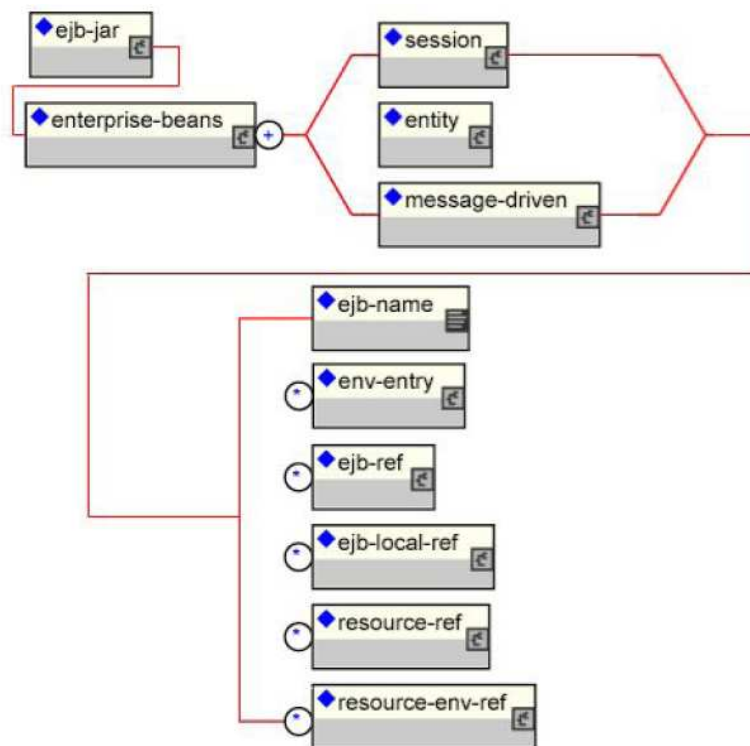 ejb-jar
session
enterprise-beans
+
entity
message-driven
ejb-name
* env-entry
* ejb-ref
* ejb-local-ref
* resource-ref
* resource-env-ref